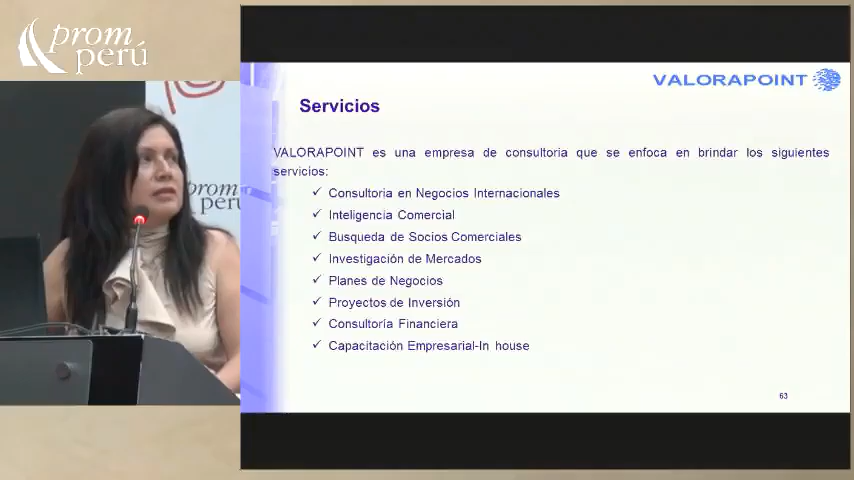 prom
perú
prom
perú
VALORAPOINT
Servicios
VALORAPOINT es una empresa de consultoria que se enfoca en brindar los siguientes
servicios:
✓ Consultoria en Negocios Internacionales
✓ Inteligencia Comercial
✓ Busqueda de Socios Comerciales
✓ Investigación de Mercados
✓ Planes de Negocios
✓ Proyectos de Inversión
✓ Consultoría Financiera
✓ Capacitación Empresarial-In house
63